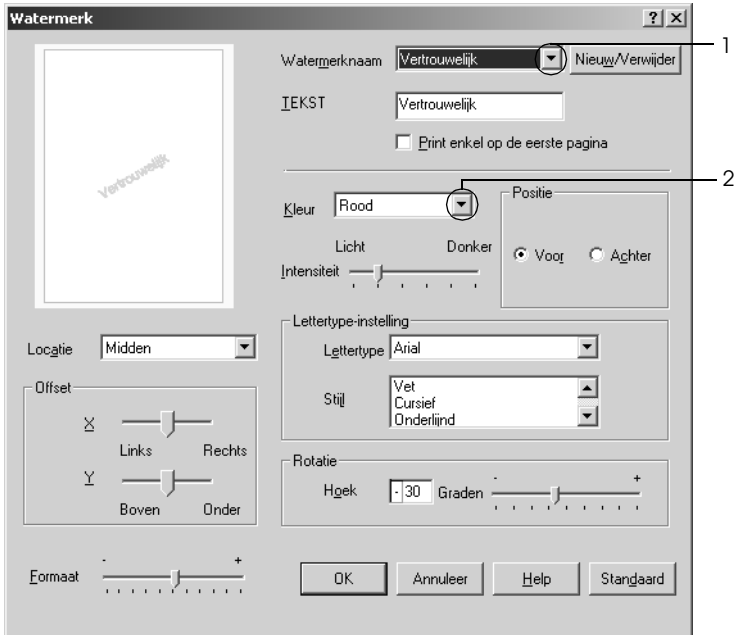 Watermerk
1
Watermerknaam Vertrouwelijk Nieuw/Verwijder
TEKST Vertrouwelijk
Print enkel op de eerste pagina
Vertrouwelijk
2
Kleur Rood
Positie
Licht Donker
Voor Achter
Intensiteit
Locatie Midden
Lettertype-instelling
Lettertype Arial
Stijl Vet
Cursief
Onderlijnd
Offset
X
Links Rechts
Y
Boven Onder
Rotatie
Hoek -30 Graden - +
Formaat - +
OK Annuleer Help Standaard